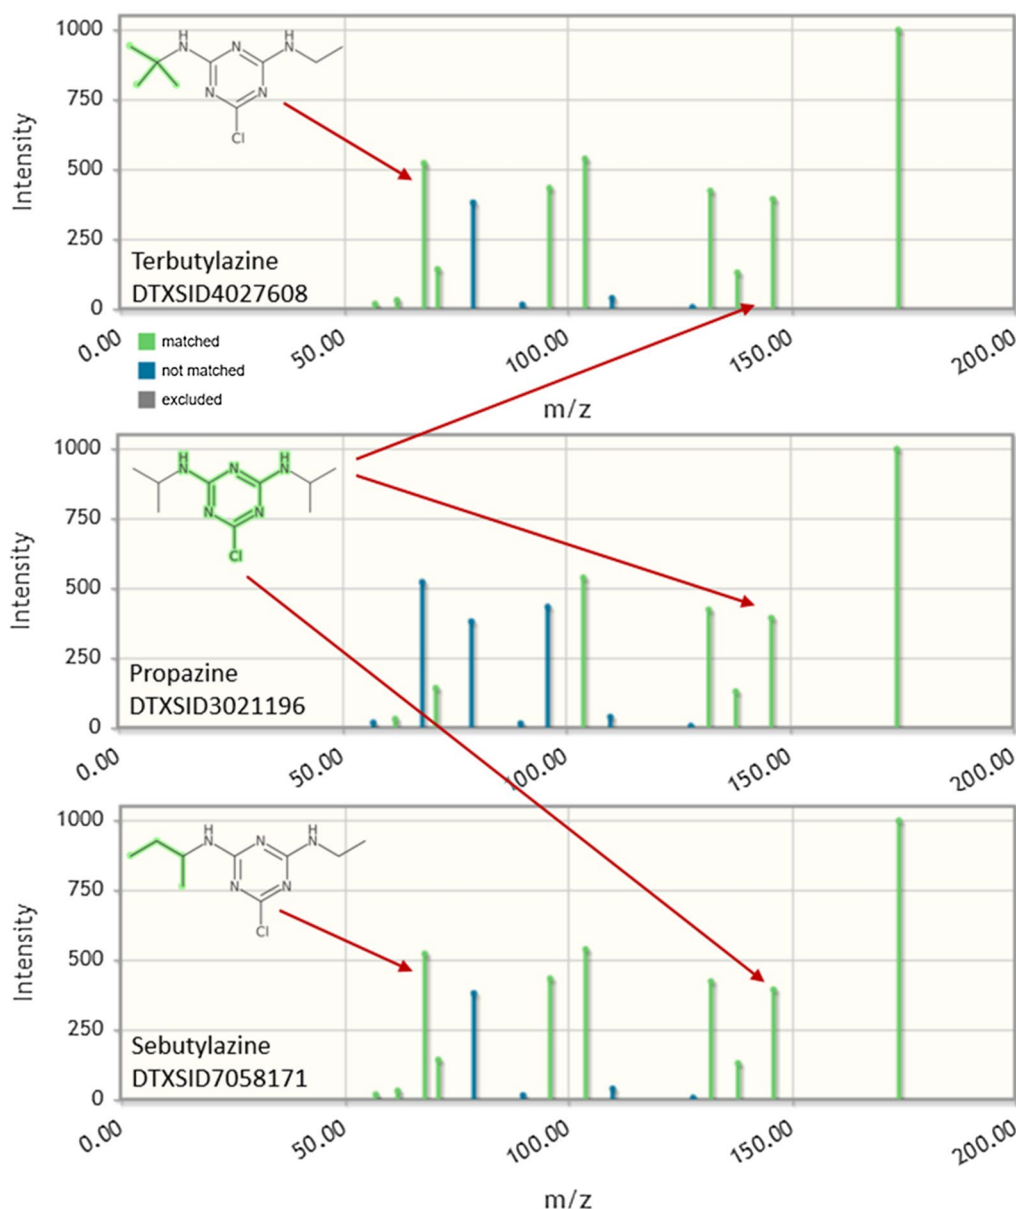 1000
750
500
250
0
Intensity
H
N
N
H
N
N
N
Cl
Terbutylazine
DTXSID4027608
0.00
50.00
100.00
150.00
200.00
matched
not matched
excluded
m/z
1000
750
500
250
0
Intensity
H
N
N
H
N
N
N
Cl
Propazine
DTXSID3021196
0.00
50.00
100.00
150.00
200.00
1000
750
500
250
0
Intensity
H
N
N
H
N
N
N
Cl
Sebutylazine
DTXSID7058171
0.00
50.00
100.00
150.00
200.00
m/z